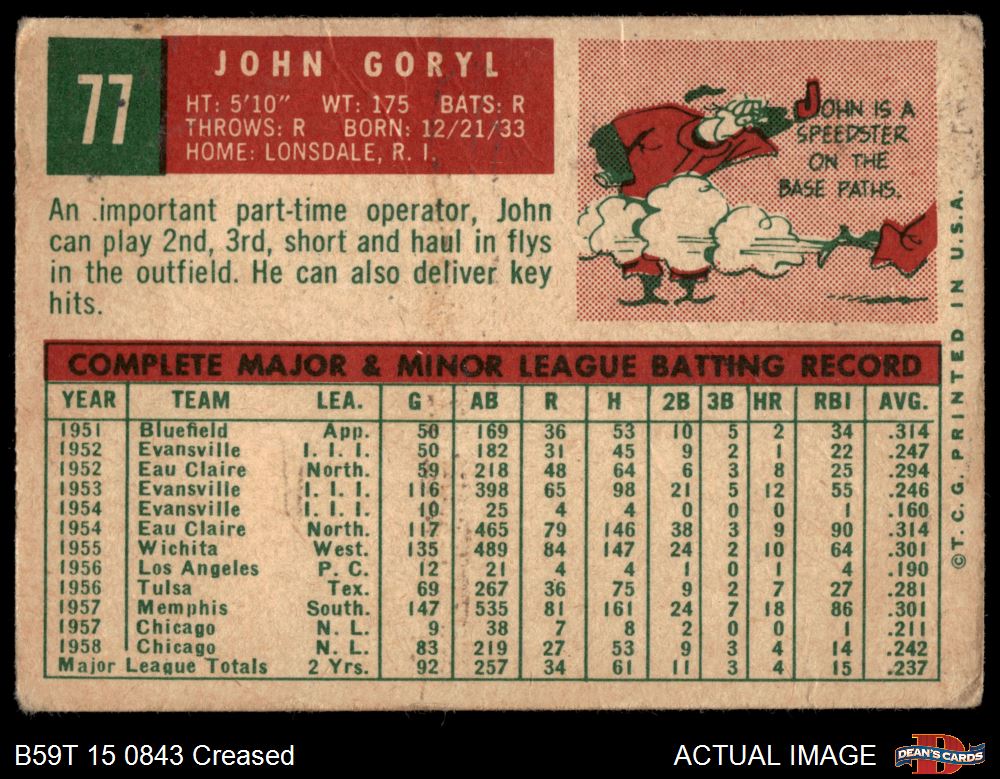 77
JOHN GORYL
HT: 5'10" WT: 175 BATS: R
THROWS: R BORN: 12/21/33
HOME: LONSDALE, R. I.
An important part-time operator, John
can play 2nd, 3rd, short and haul in flys
in the outfield. He can also deliver key
hits.
JOHN IS A
SPEEDSTER
ON THE
BASE PATHS.
COMPLETE MAJOR & MINOR LEAGUE BATTING RECORD
YEAR TEAM LEA. G AB R H 2B 3B HR RBI AVG.
1951 Bluefield App. 50 169 36 53 10 5 2 34 .314
1952 Evansville I. I. I. 50 182 31 45 9 2 1 22 .247
1952 Eau Claire North. 59 218 48 64 6 3 8 25 .294
1953 Evansville I. I. I. 116 398 65 98 21 5 12 55 .246
1954 Evansville I. I. I. 10 25 4 4 0 0 0 1 .160
1954 Eau Claire North. 117 465 79 146 38 3 9 90 .314
1955 Wichita West. 135 489 84 147 24 2 10 64 .301
1956 Los Angeles P. C. 12 21 4 4 1 0 1 4 .190
1956 Tulsa Tex. 69 267 36 75 9 2 7 27 .281
1957 Memphis South. 147 535 81 161 24 7 18 86 .301
1957 Chicago N. L. 9 38 7 8 2 0 0 1 .211
1958 Chicago N. L. 83 219 27 53 9 3 4 14 .242
Major League Totals 2 Yrs. 92 257 34 61 11 3 4 15 .237
©T. C. G. PRINTED IN U.S.A.
B59T 15 0843 Creased
ACTUAL IMAGE
D
DEAN'S CARDS